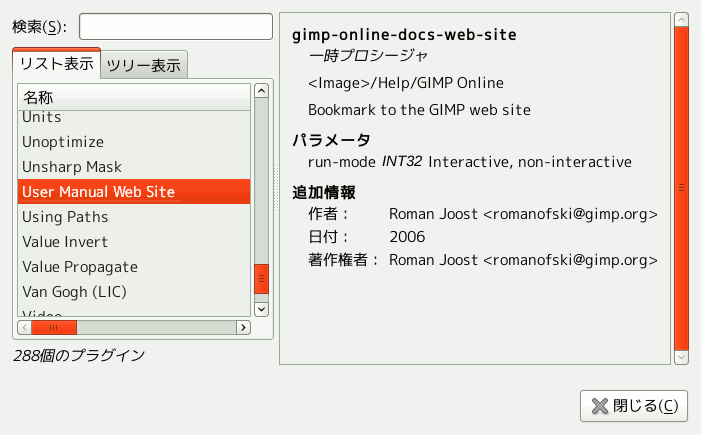 検索(S):
リスト表示 ツリー表示
名称
Units
Unoptimize
Unsharp Mask
User Manual Web Site
Using Paths
Value Invert
Value Propagate
Van Gogh (LIC)
Video
288個のプラグイン
gimp-online-docs-web-site
一時プロシージャ
<Image>/Help/GIMP Online
Bookmark to the GIMP web site
パラメータ
run-mode INT32 Interactive, non-interactive
追加情報
作者： Roman Joost <romanofski@gimp.org>
日付： 2006
著作権者： Roman Joost <romanofski@gimp.org>
閉じる(C)